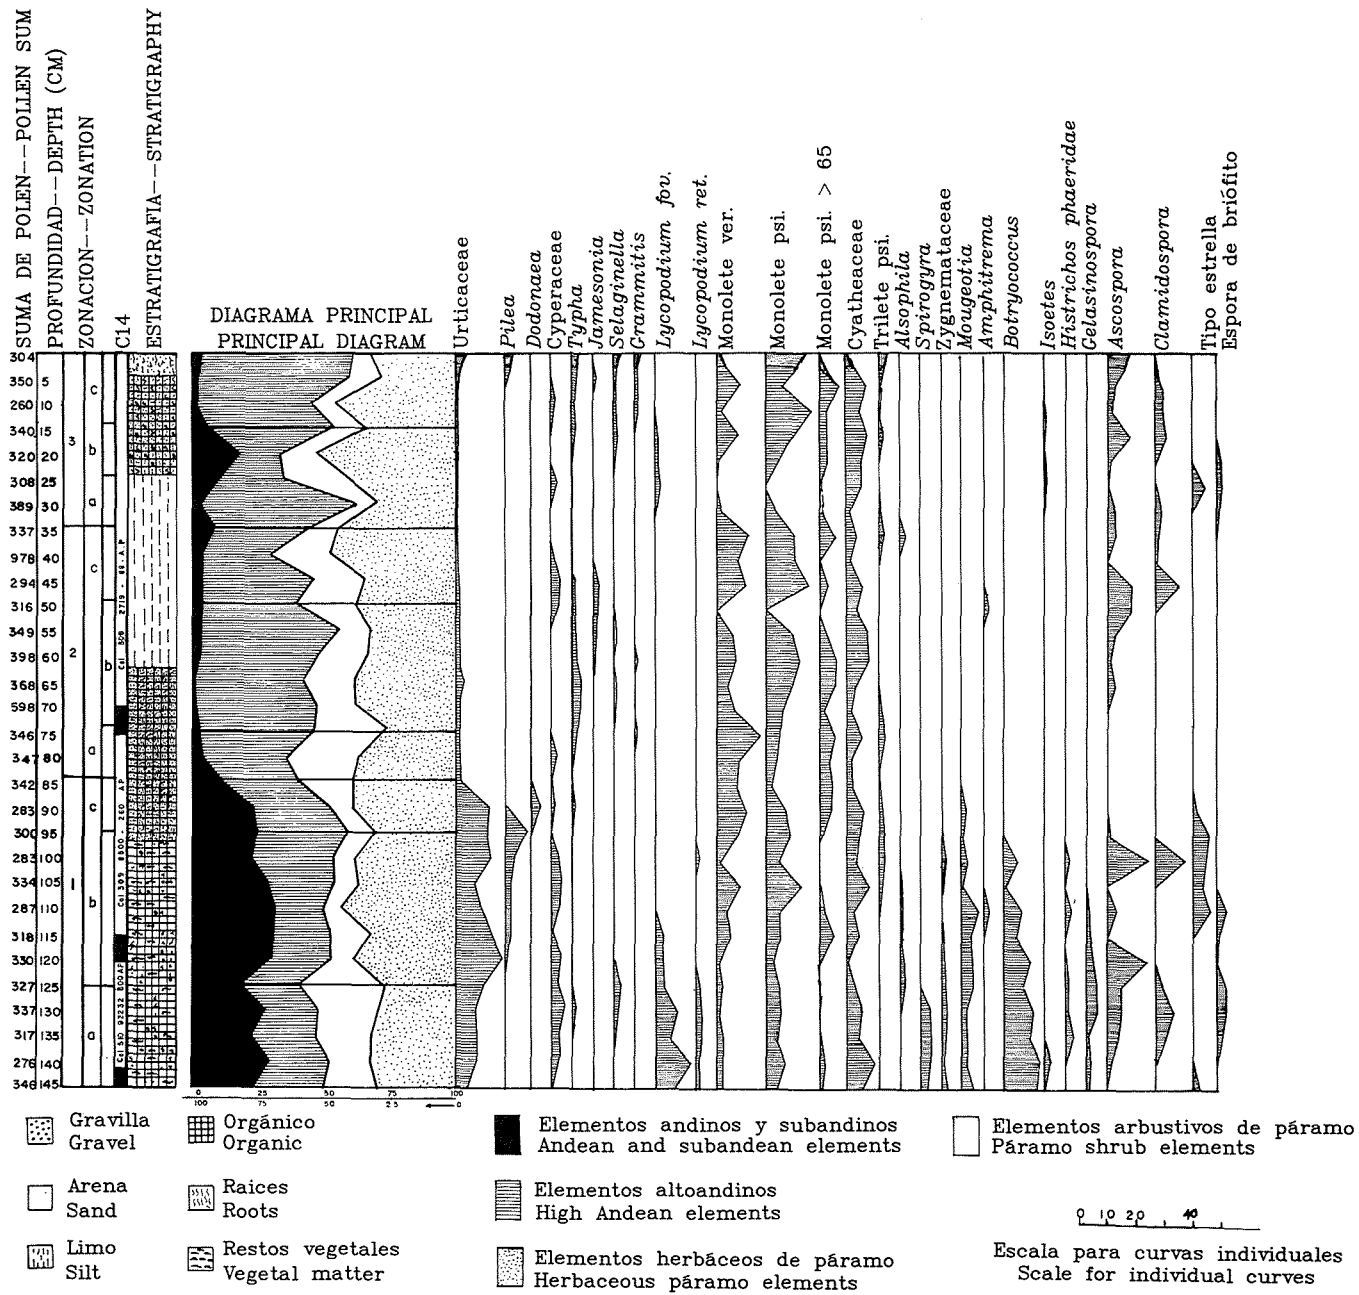 SUMA DE POLEN--POLLEN SUM
PROFUNDIDAD--DEPTH (CM)
ZONACION--ZONATION
C14
ESTRATIGRAFIA--STRATIGRAPHY
DIAGRAMA PRINCIPAL
PRINCIPAL DIAGRAM
Urticaceae
Pilea
Dodonaea
Cyperaceae
Typha
Jamesonia
Selaginella
Grammitis
Lycopodium fov.
Lycopodium ret.
Monolete ver.
Monolete psi.
Monolete psi. > 65
Cyatheaceae
Trilete psi.
Alsophila
Spirogyra
Zygnemataceae
Mougeotia
Amphitrema
Botryococcus
Isoetes
Histrichos phaeridae
Gelasinospora
Ascospora
Clamidospora
Tipo estrella
Espora de briófito
304
350 5
260 10
340 15
320 20
308 25
389 30
337 35
978 40
294 45
316 50
349 55
398 60
368 65
598 70
346 75
347 80
342 85
283 90
300 95
283 100
334 105
287 110
318 115
330 120
327 125
337 130
317 135
276 140
346 145
3
c
b
a
2
c
b
a
1
c
b
a
0 25 50 75 100
100 75 50 25 0
Gravilla
Gravel
Arena
Sand
Limo
Silt
Orgánico
Organic
Raices
Roots
Restos vegetales
Vegetal matter
Elementos andinos y subandinos
Andean and subandean elements
Elementos altoandinos
High Andean elements
Elementos herbáceos de páramo
Herbaceous páramo elements
Elementos arbustivos de páramo
Páramo shrub elements
0 10 20 40
Escala para curvas individuales
Scale for individual curves